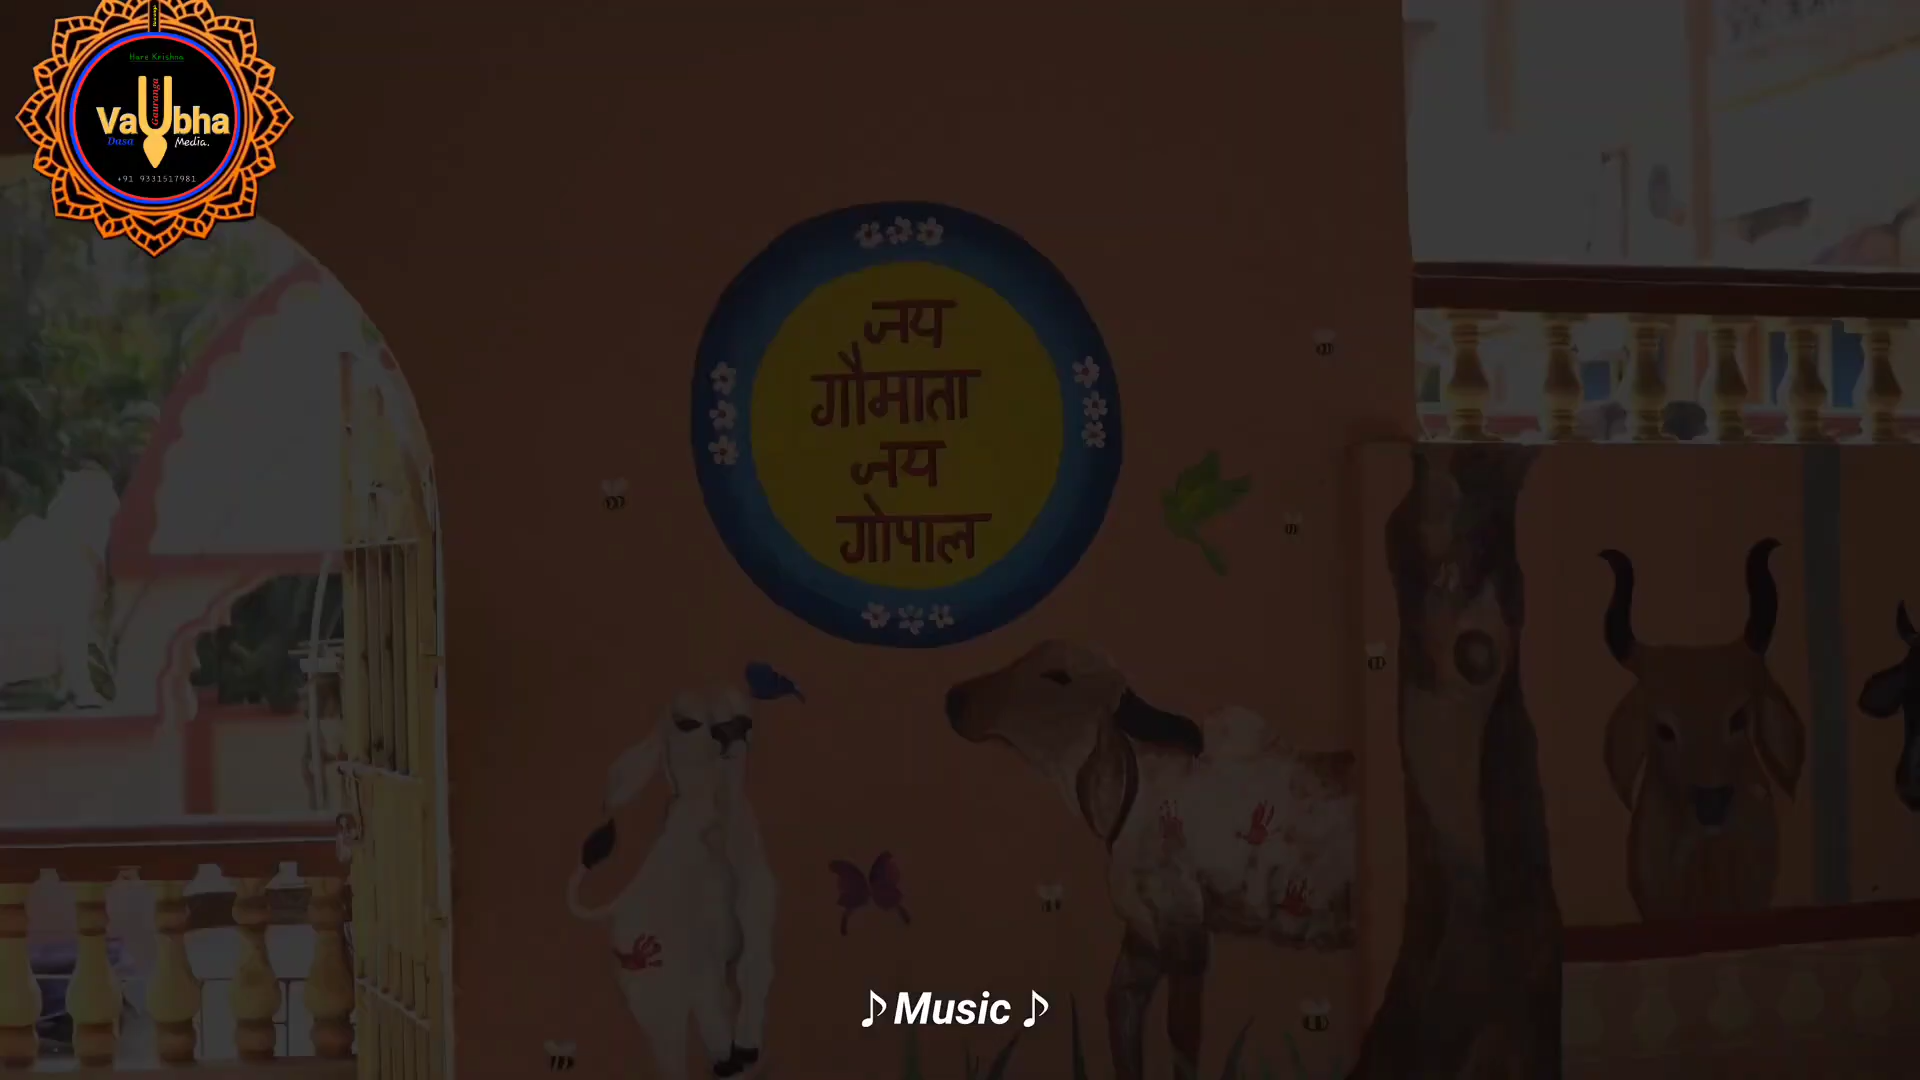 Hare Krishna
Gauranga
Vaibha
Dasa
Media.
+91 9331517981
जय
गौमाता
जय
गोपाल
♪Music ♪